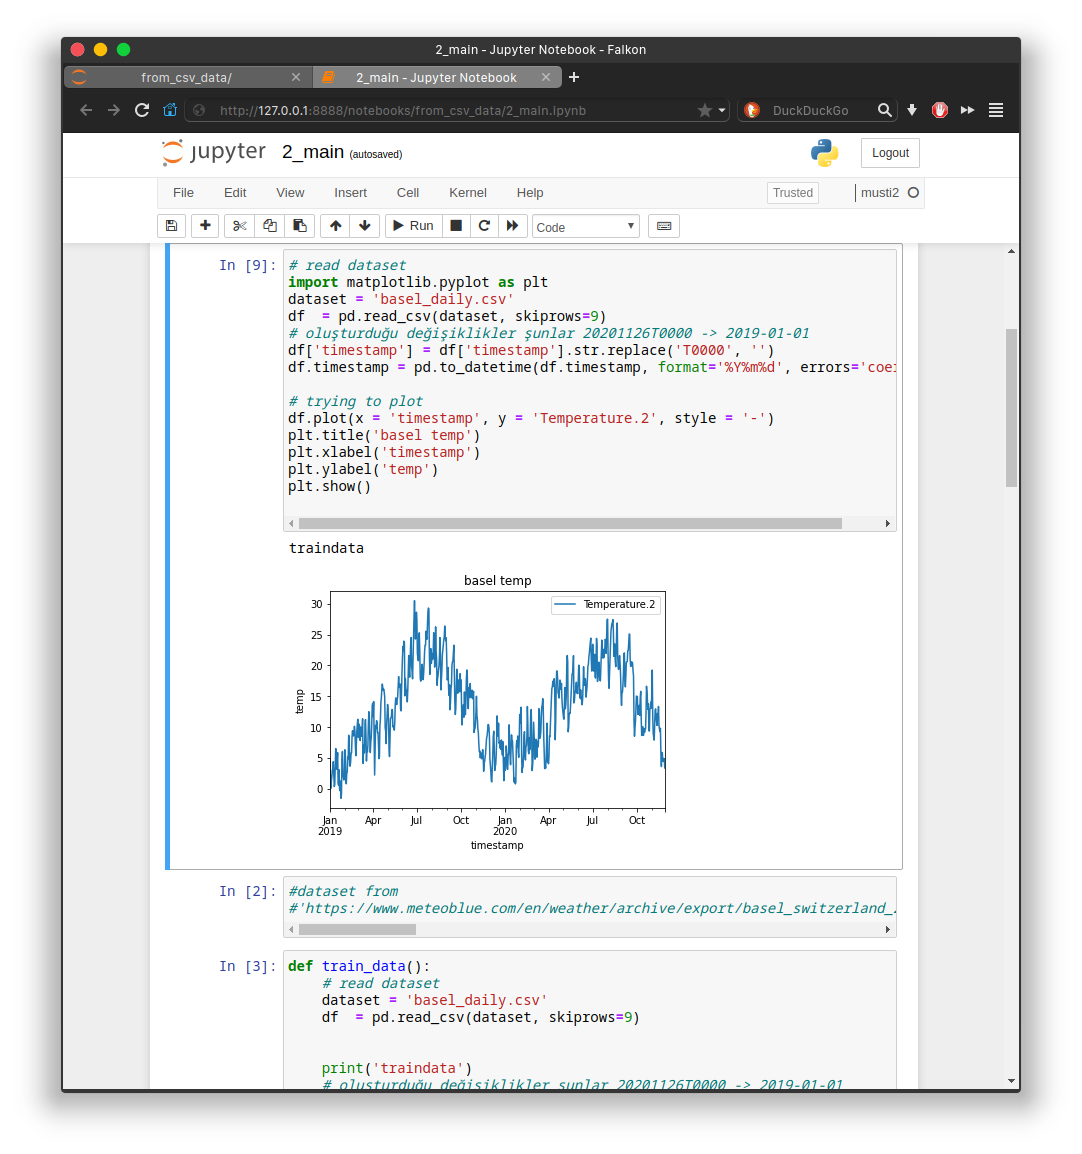 2_main - Jupyter Notebook - Falkon
from_csv_data/
2_main - Jupyter Notebook
http://127.0.0.1:8888/notebooks/from_csv_data/2_main.ipynb
DuckDuckGo
jupyter 2_main (autosaved)
Logout
File Edit View Insert Cell Kernel Help
Trusted
musti2
Run
Code
In [9]:
# read dataset
import matplotlib.pyplot as plt
dataset = 'basel_daily.csv'
df  = pd.read_csv(dataset, skiprows=9)
# oluşturduğu değişiklikler şunlar 20201126T0000 -> 2019-01-01
df['timestamp'] = df['timestamp'].str.replace('T0000', '')
df.timestamp = pd.to_datetime(df.timestamp, format='%Y%m%d', errors='coe
# trying to plot
df.plot(x = 'timestamp', y = 'Temperature.2', style = '-')
plt.title('basel temp')
plt.xlabel('timestamp')
plt.ylabel('temp')
plt.show()
traindata
basel temp
Temperature.2
30
25
20
15
10
5
0
temp
Jan Apr Jul Oct Jan Apr Jul Oct
2019 2020
timestamp
In [2]:
#dataset from
#'https://www.meteoblue.com/en/weather/archive/export/basel_switzerland_
In [3]:
def train_data():
    # read dataset
    dataset = 'basel_daily.csv'
    df  = pd.read_csv(dataset, skiprows=9)
    print('traindata')
    # oluşturduğu değişiklikler şunlar 20201126T0000 -> 2019-01-01